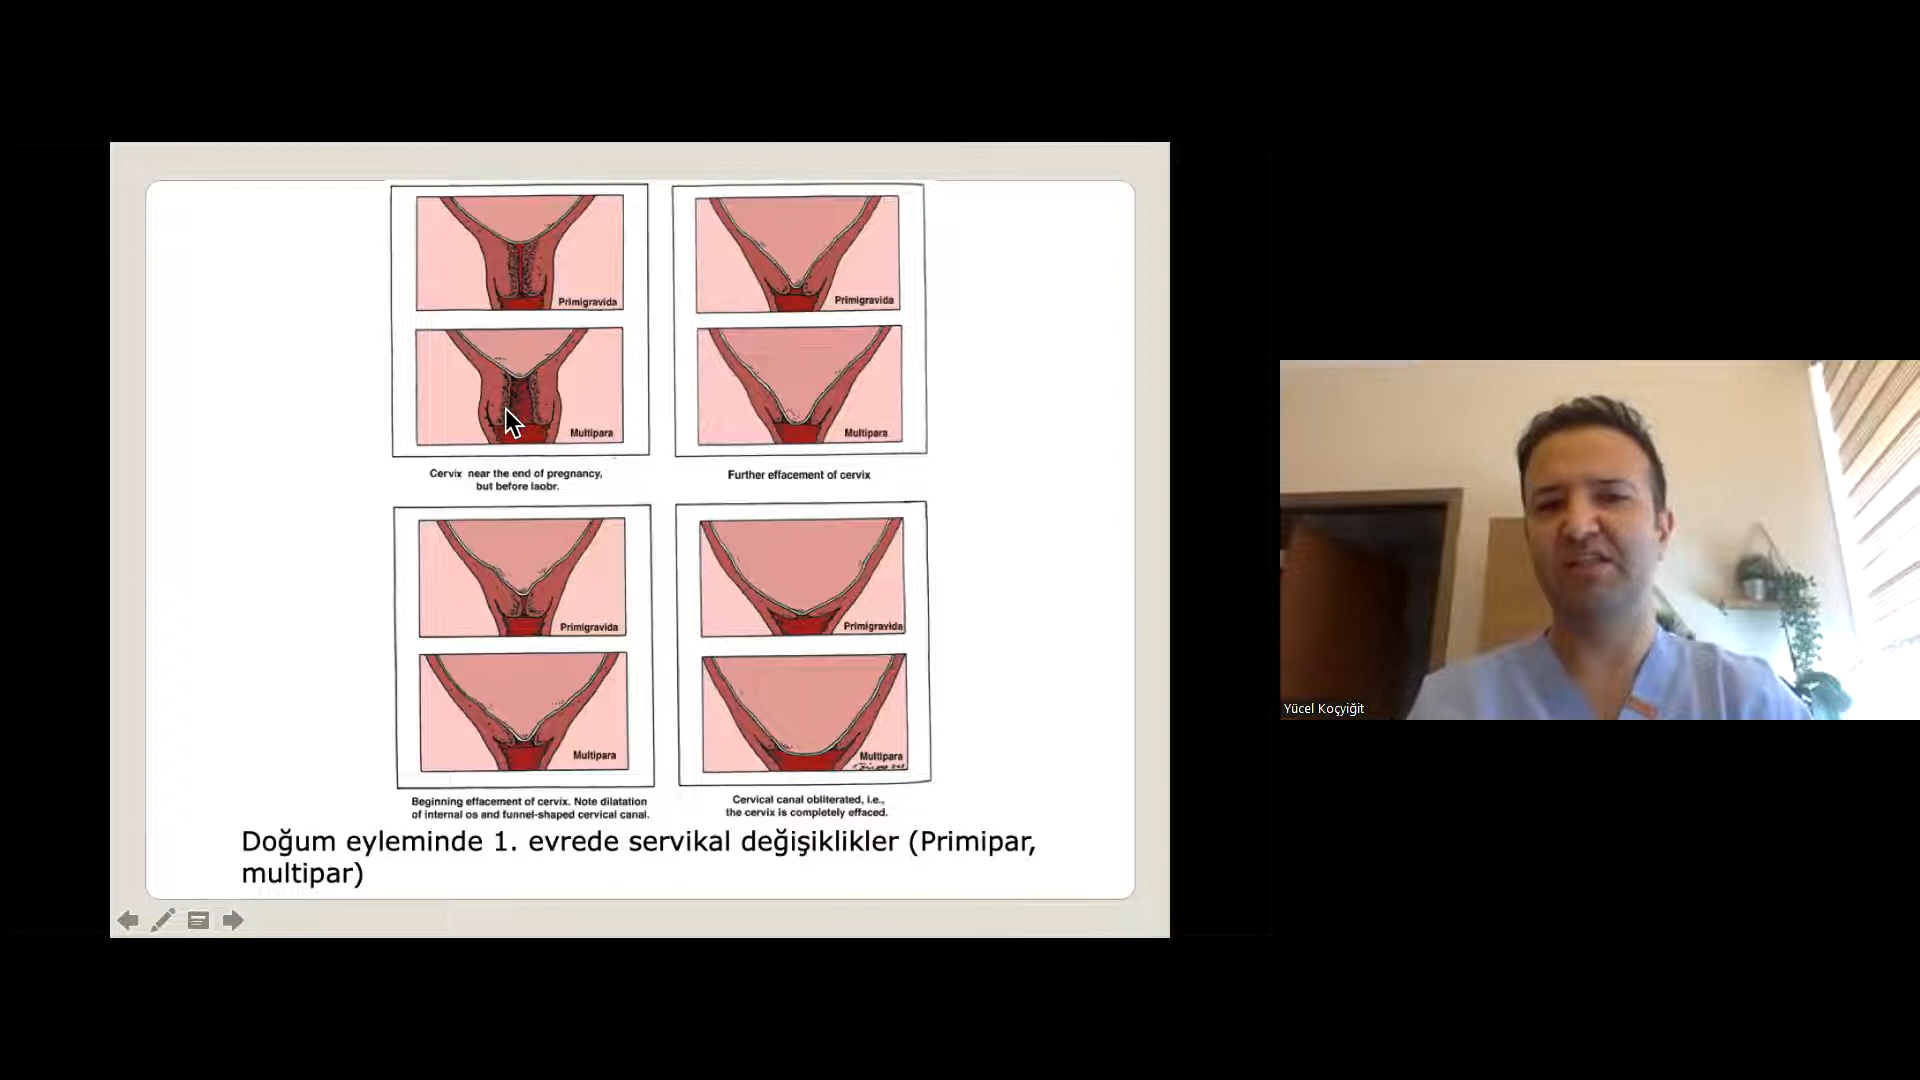 Primigravida
Multipara
Cervix near the end of pregnancy,
but before laobr.
Primigravida
Multipara
Further effacement of cervix
Primigravida
Multipara
Beginning effacement of cervix. Note dilatation
of internal os and funnel-shaped cervical canal.
Primigravida
Multipara
Cervical canal obliterated, i.e.,
the cervix is completely effaced.
Doğum eyleminde 1. evrede servikal değişiklikler (Primipar,
multipar)
Yücel Koçyiğit